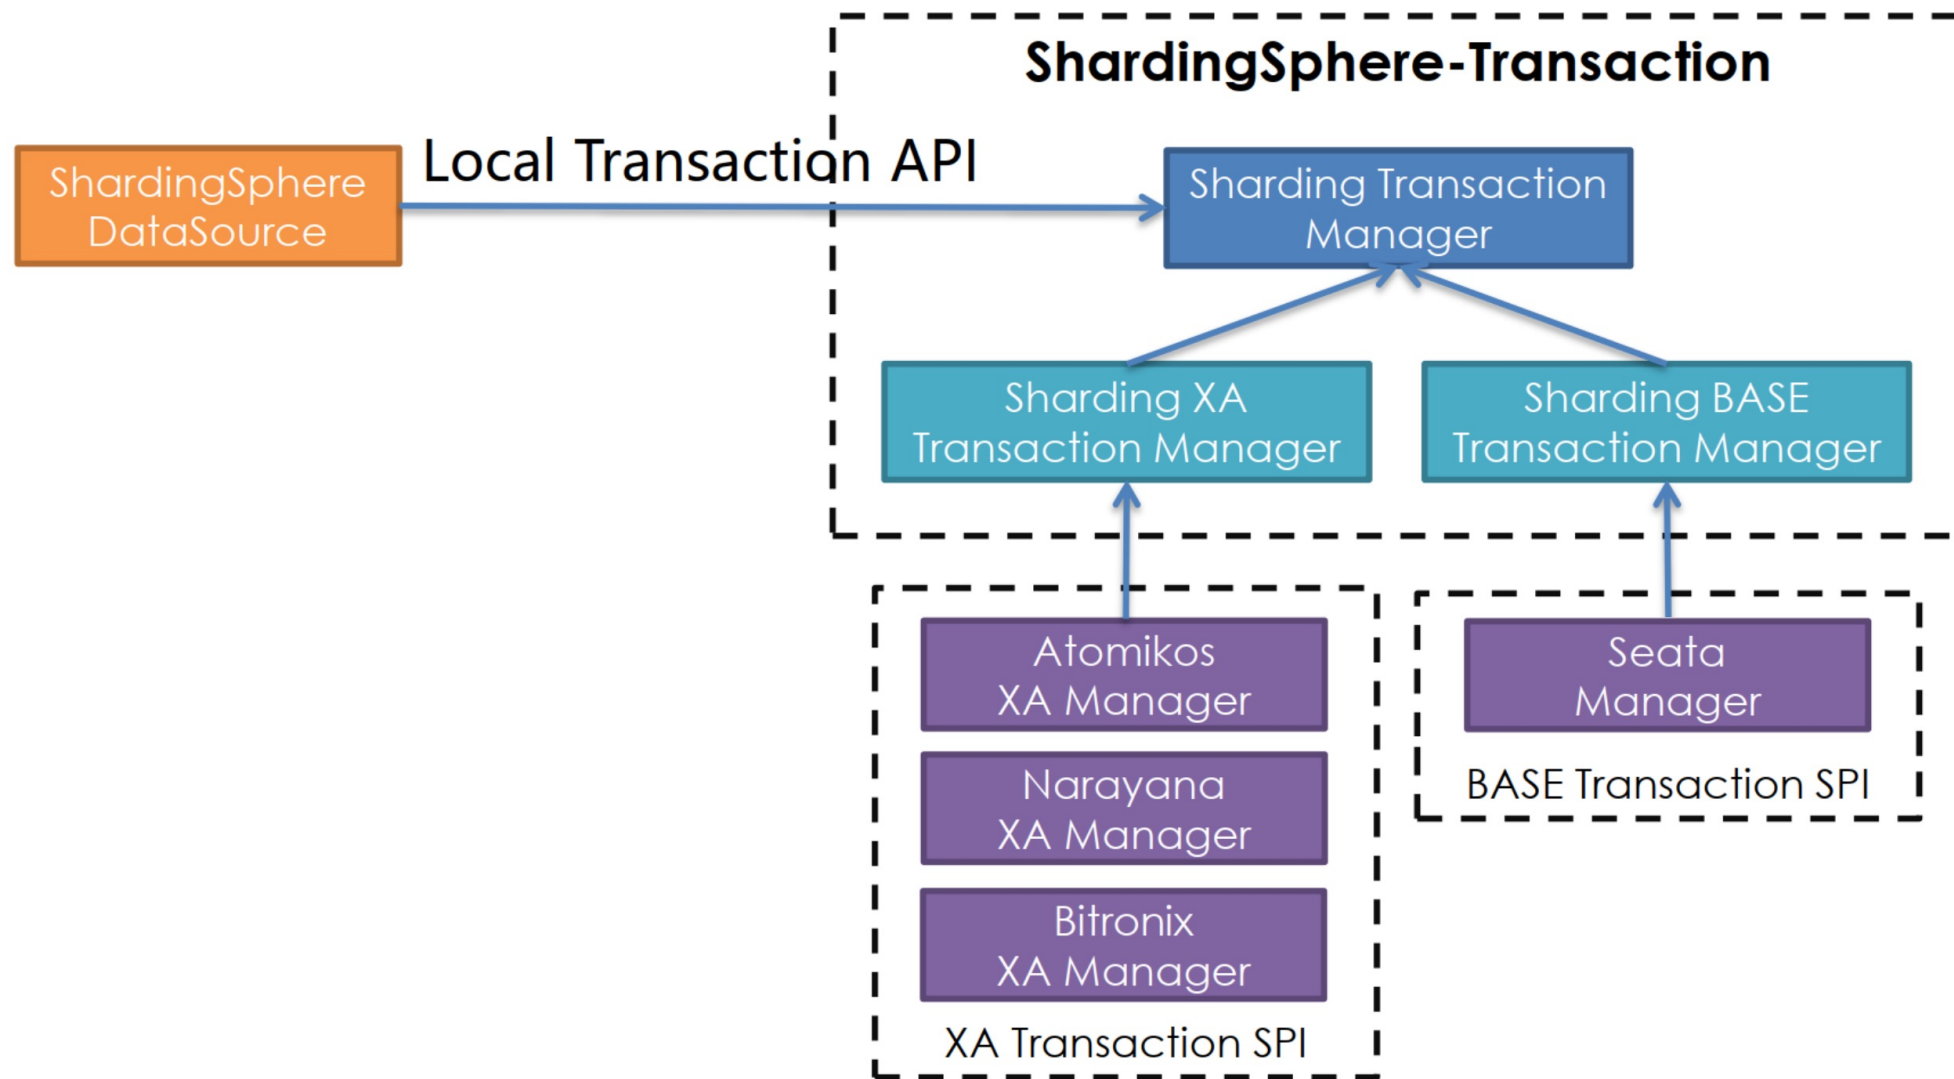 ShardingSphere-Transaction
Local Transaction API
ShardingSphere
DataSource
Sharding Transaction
Manager
Sharding XA
Transaction Manager
Sharding BASE
Transaction Manager
Atomikos
XA Manager
Narayana
XA Manager
Bitronix
XA Manager
XA Transaction SPI
Seata
Manager
BASE Transaction SPI